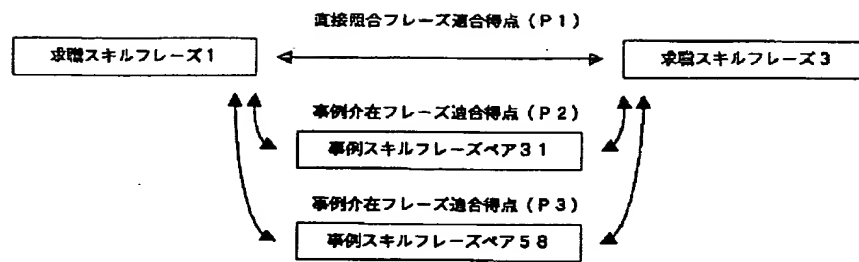 直接照合フレーズ適合得点（Ｐ１）
求職スキルフレーズ１
求職スキルフレーズ３
事例介在フレーズ適合得点（Ｐ２）
事例スキルフレーズペア３１
事例介在フレーズ適合得点（Ｐ３）
事例スキルフレーズペア５８